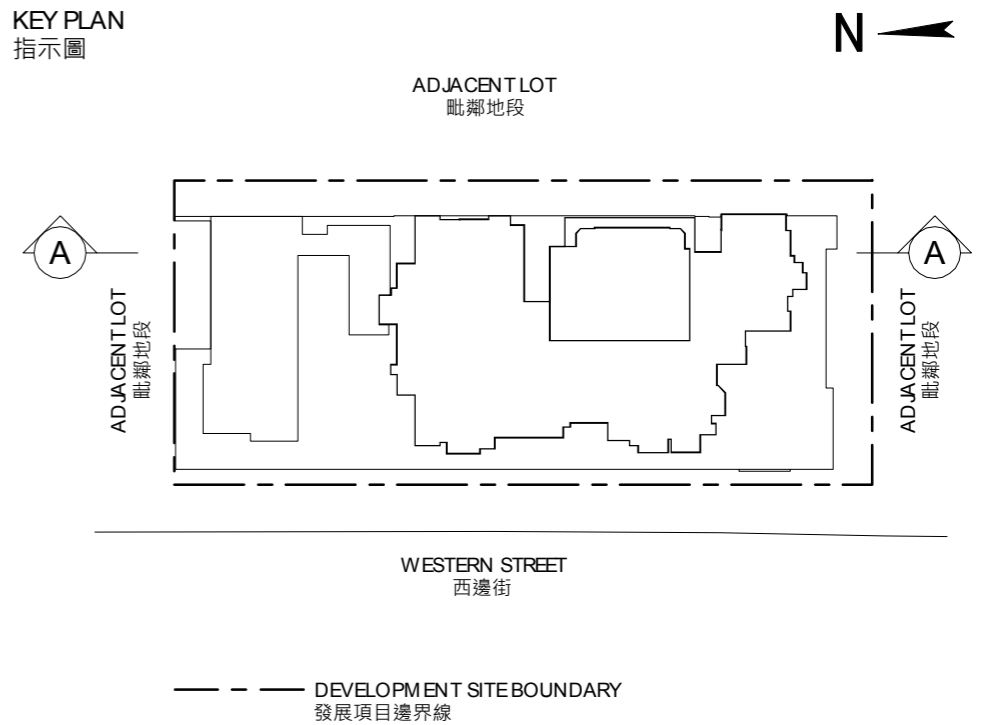 KEY PLAN
指示圖
N
ADJACENT LOT
毗鄰地段
A
A
ADJACENT LOT
毗鄰地段
ADJACENT LOT
毗鄰地段
WESTERN STREET
西邊街
DEVELOPMENT SITE BOUNDARY
發展項目邊界線